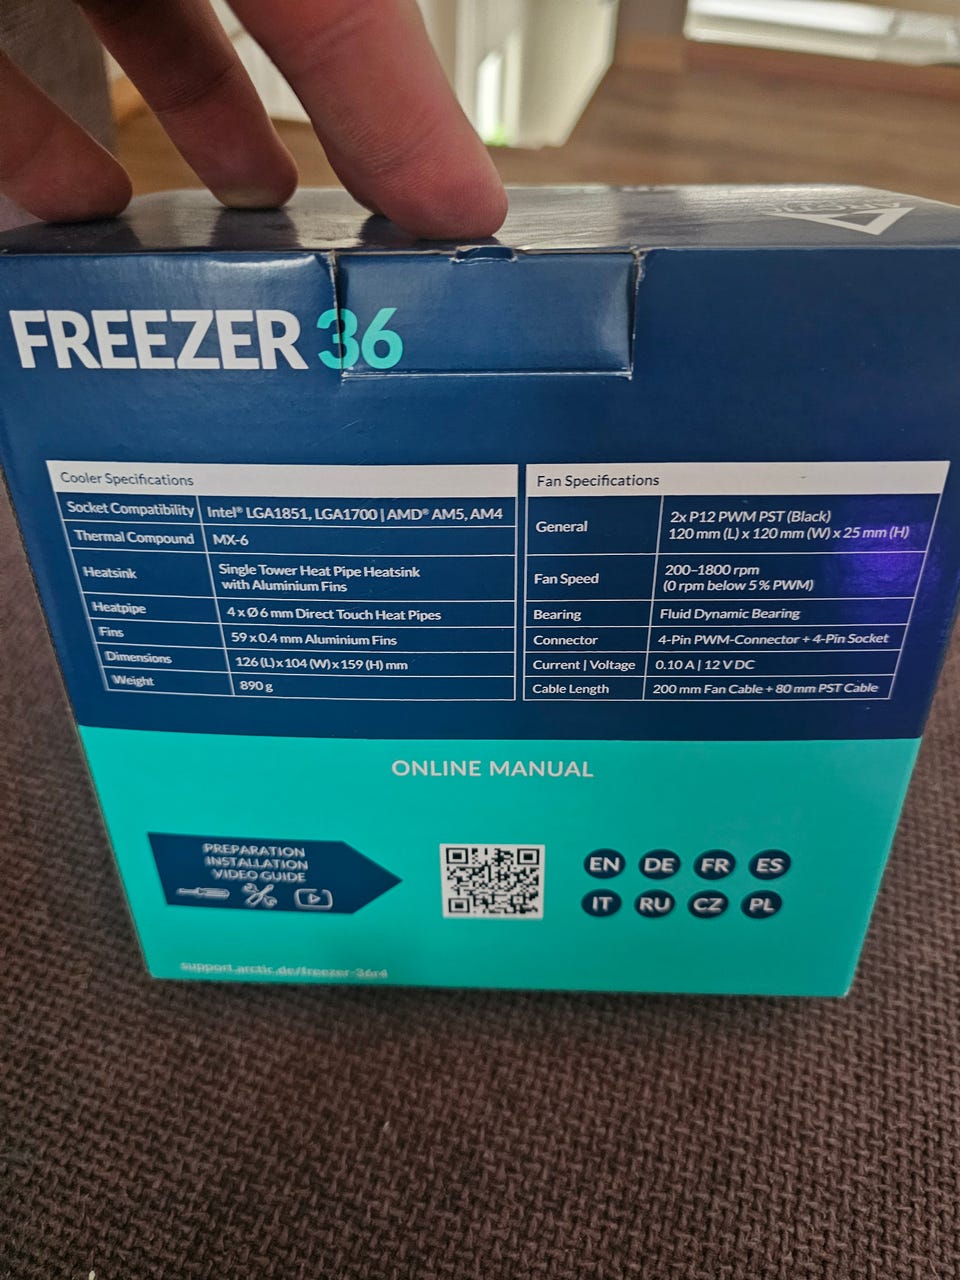 ARCTIC
FREEZER 36
Cooler Specifications
Socket Compatibility Intel® LGA1851, LGA1700 | AMD® AM5, AM4
Thermal Compound MX-6
Heatsink Single Tower Heat Pipe Heatsink
with Aluminium Fins
Heatpipe 4 x Ø 6 mm Direct Touch Heat Pipes
Fins 59 x 0.4 mm Aluminium Fins
Dimensions 126 (L) x 104 (W) x 159 (H) mm
Weight 890 g
Fan Specifications
General 2x P12 PWM PST (Black)
120 mm (L) x 120 mm (W) x 25 mm (H)
Fan Speed 200–1800 rpm
(0 rpm below 5 % PWM)
Bearing Fluid Dynamic Bearing
Connector 4-Pin PWM-Connector + 4-Pin Socket
Current | Voltage 0.10 A | 12 V DC
Cable Length 200 mm Fan Cable + 80 mm PST Cable
ONLINE MANUAL
PREPARATION
INSTALLATION
VIDEO GUIDE
EN DE FR ES
IT RU CZ PL
support.arctic.de/freezer-36r4